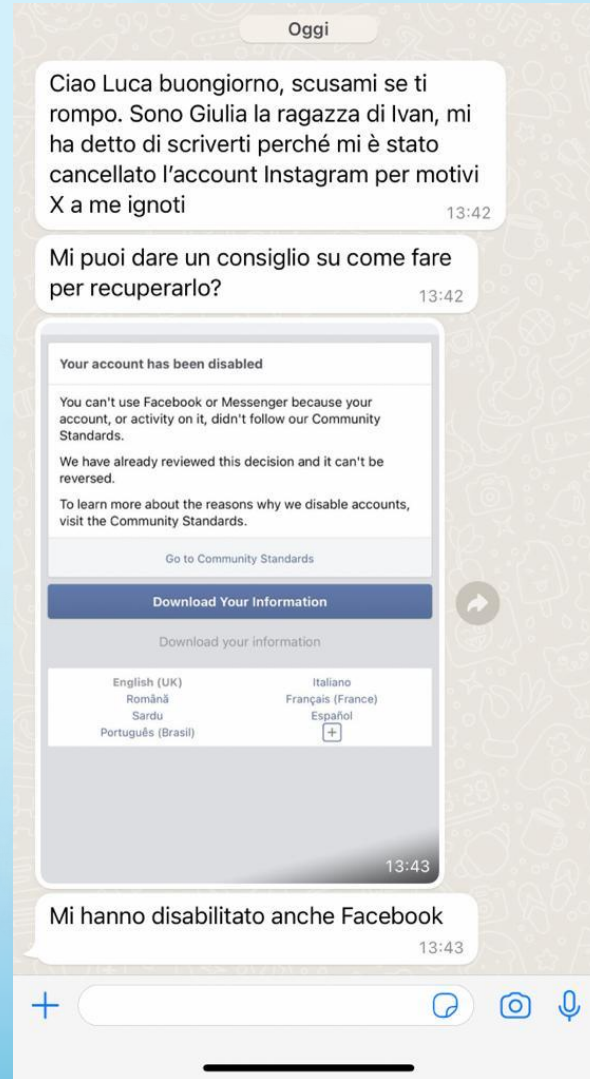 Oggi
Ciao Luca buongiorno, scusami se ti
rompo. Sono Giulia la ragazza di Ivan, mi
ha detto di scriverti perché mi è stato
cancellato l'account Instagram per motivi
X a me ignoti
13:42
Mi puoi dare un consiglio su come fare
per recuperarlo?
13:42
Your account has been disabled
You can't use Facebook or Messenger because your
account, or activity on it, didn't follow our Community
Standards.
We have already reviewed this decision and it can't be
reversed.
To learn more about the reasons why we disable accounts,
visit the Community Standards.
Go to Community Standards
Download Your Information
Download your information
English (UK) Italiano
Română Français (France)
Sardu Español
Português (Brasil)
13:43
Mi hanno disabilitato anche Facebook
13:43